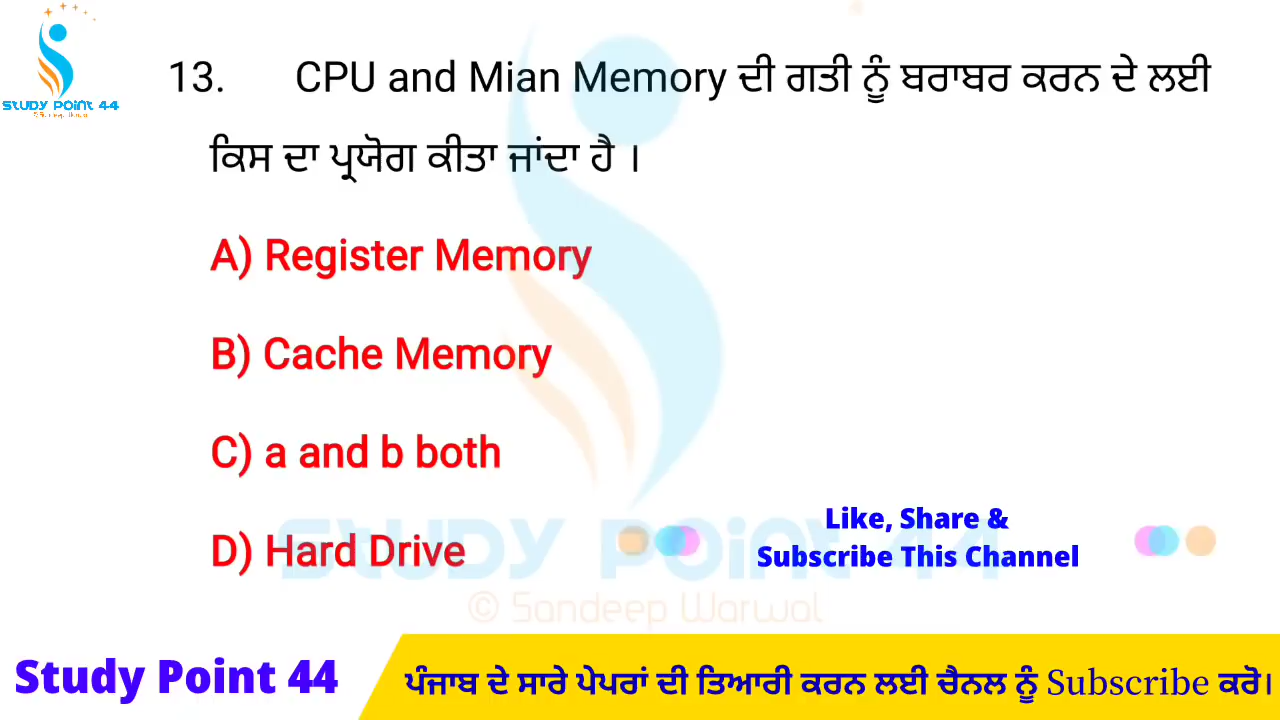 STUDY POINT 44
13. CPU and Mian Memory ਦੀ ਗਤੀ ਨੂੰ ਬਰਾਬਰ ਕਰਨ ਦੇ ਲਈ
ਕਿਸ ਦਾ ਪ੍ਰਯੋਗ ਕੀਤਾ ਜਾਂਦਾ ਹੈ ।
A) Register Memory
B) Cache Memory
C) a and b both
D) Hard Drive
Like, Share &
Subscribe This Channel
STUDY POINT 44
© Sandeep Warwal
Study Point 44
ਪੰਜਾਬ ਦੇ ਸਾਰੇ ਪੇਪਰਾਂ ਦੀ ਤਿਆਰੀ ਕਰਨ ਲਈ ਚੈਨਲ ਨੂੰ Subscribe ਕਰੋ।